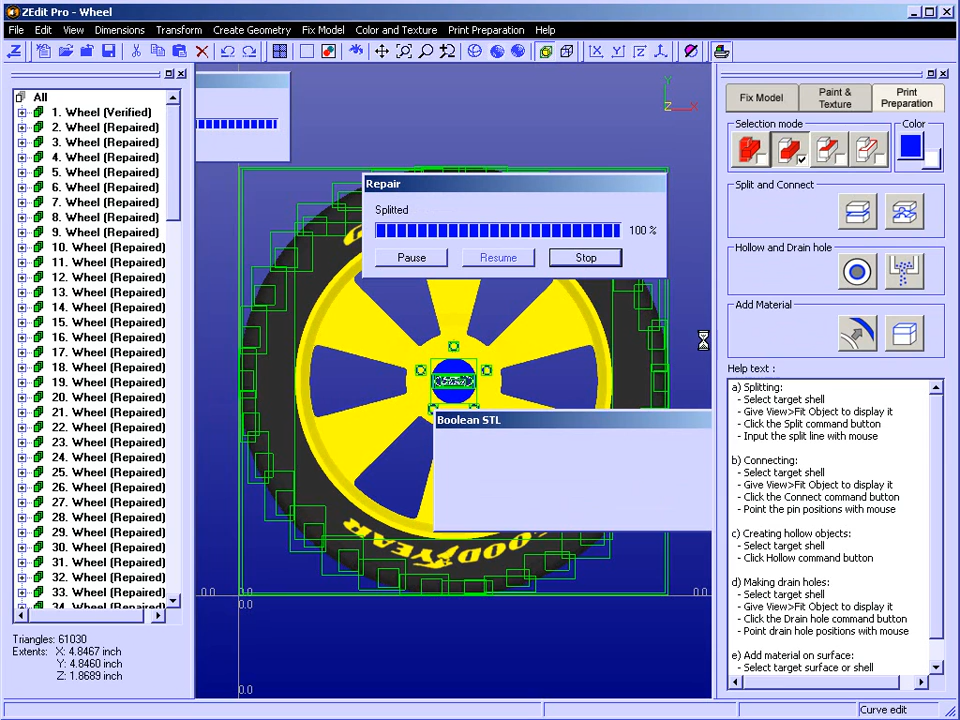 ZEdit Pro - Wheel
File Edit View Dimensions Transform Create Geometry Fix Model Color and Texture Print Preparation Help
All
1. Wheel (Verified)
2. Wheel (Repaired)
3. Wheel (Repaired)
4. Wheel (Repaired)
5. Wheel (Repaired)
6. Wheel (Repaired)
7. Wheel (Repaired)
8. Wheel (Repaired)
9. Wheel (Repaired)
10. Wheel (Repaired)
11. Wheel (Repaired)
12. Wheel (Repaired)
13. Wheel (Repaired)
14. Wheel (Repaired)
15. Wheel (Repaired)
16. Wheel (Repaired)
17. Wheel (Repaired)
18. Wheel (Repaired)
19. Wheel (Repaired)
20. Wheel (Repaired)
21. Wheel (Repaired)
22. Wheel (Repaired)
23. Wheel (Repaired)
24. Wheel (Repaired)
25. Wheel (Repaired)
26. Wheel (Repaired)
27. Wheel (Repaired)
28. Wheel (Repaired)
29. Wheel (Repaired)
30. Wheel (Repaired)
31. Wheel (Repaired)
32. Wheel (Repaired)
33. Wheel (Repaired)
34. Wheel (Repaired)
Triangles: 61030
Extents: X: 4.8467 inch
Y: 4.8460 inch
Z: 1.8689 inch
Y
Z X
Repair
Splitted
100 %
Pause Resume Stop
Boolean STL
GOODYEAR
0.0 0.0 0.0
0.0
0.0
Fix Model
Paint & Texture
Print Preparation
Selection mode
Color
Split and Connect
Hollow and Drain hole
Add Material
Help text :
a) Splitting:
- Select target shell
- Give View>Fit Object to display it
- Click the Split command button
- Input the split line with mouse
b) Connecting:
- Select target shell
- Give View>Fit Object to display it
- Click the Connect command button
- Point the pin positions with mouse
c) Creating hollow objects:
- Select target shell
- Click Hollow command button
d) Making drain holes:
- Select target shell
- Give View>Fit Object to display it
- Click the Drain hole command button
- Point drain hole positions with mouse
e) Add material on surface:
- Select target surface or shell
Curve edit